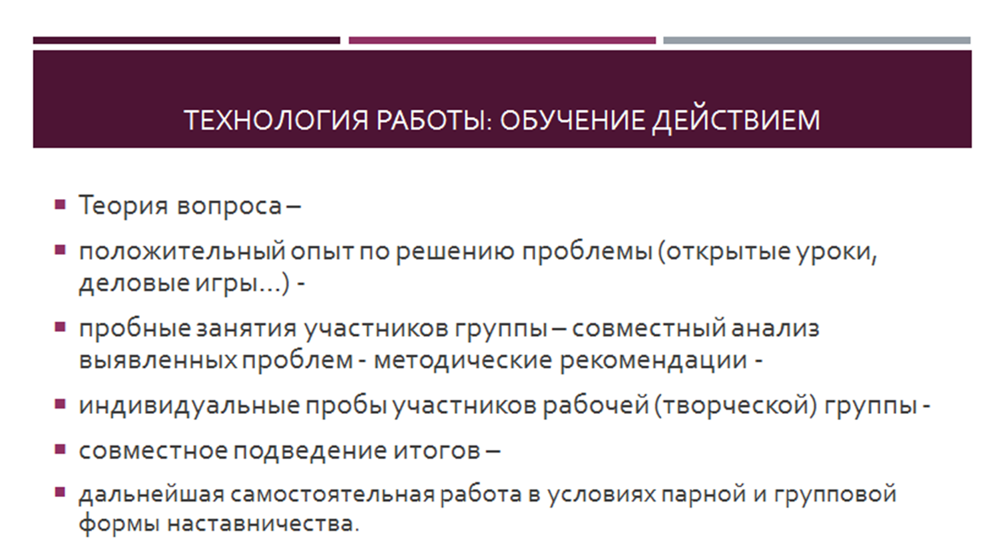 ТЕХНОЛОГИЯ РАБОТЫ: ОБУЧЕНИЕ ДЕЙСТВИЕМ
Теория вопроса –
положительный опыт по решению проблемы (открытые уроки,
деловые игры…) -
пробные занятия участников группы – совместный анализ
выявленных проблем - методические рекомендации -
индивидуальные пробы участников рабочей (творческой) группы -
совместное подведение итогов –
дальнейшая самостоятельная работа в условиях парной и групповой
формы наставничества.